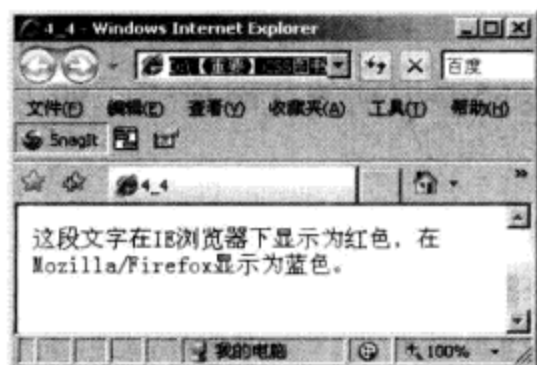 4_4 - Windows Internet Explorer
百度
文件(F) 编辑(E) 查看(V) 收藏夹(A) 工具(T) 帮助(H)
SnagIt
4_4
这段文字在IE浏览器下显示为红色，在
Mozilla/Firefox显示为蓝色。
我的电脑
100%